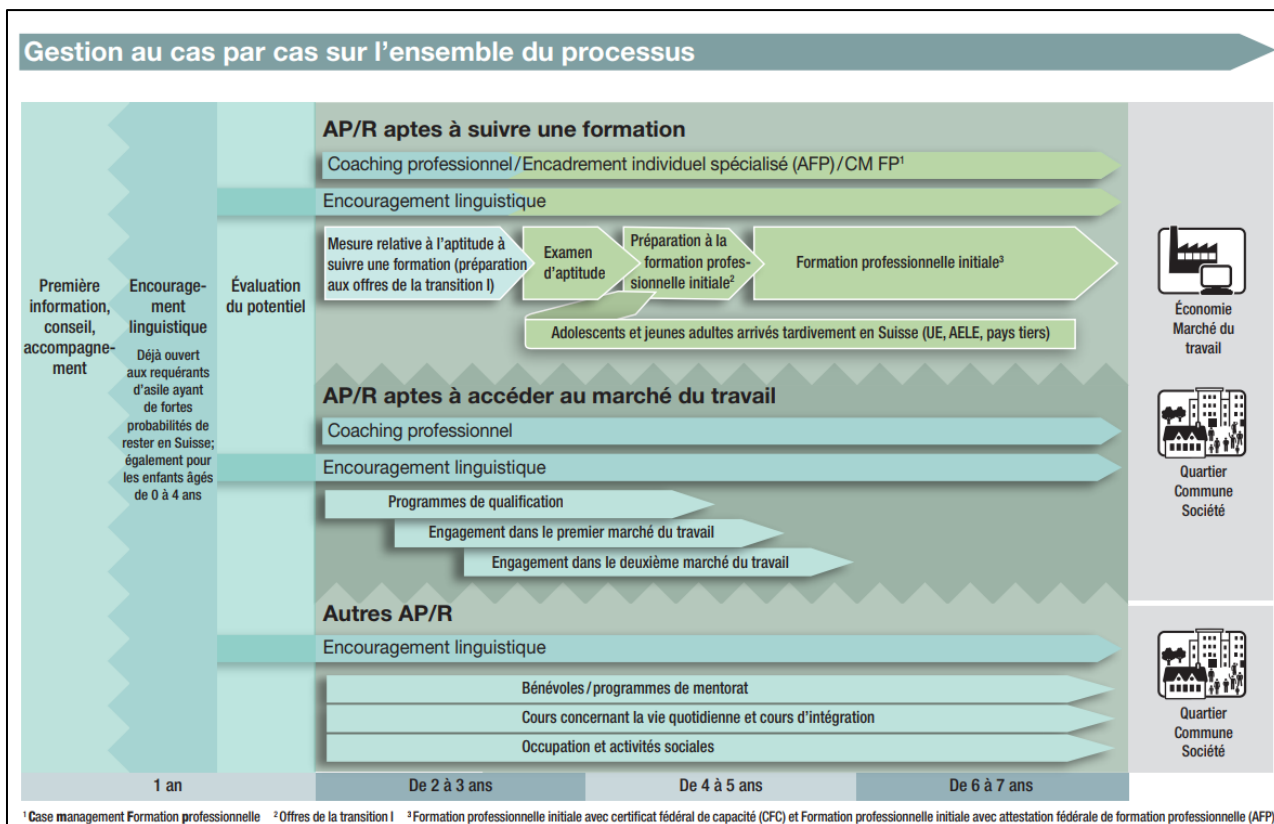 Gestion au cas par cas sur l’ensemble du processus
Première
information,
conseil,
accompagne-
ment
Encourage-
ment
linguistique
Déjà ouvert
aux requérants
d’asile ayant
de fortes
probabilités de
rester en Suisse;
également pour
les enfants âgés
de 0 à 4 ans
Évaluation
du potentiel
AP/R aptes à suivre une formation
Coaching professionnel/Encadrement individuel spécialisé (AFP)/CM FP¹
Encouragement linguistique
Mesure relative à l’aptitude à
suivre une formation (préparation
aux offres de la transition I)
Examen
d’aptitude
Préparation à la
formation profes-
sionnelle initiale²
Formation professionnelle initiale³
Adolescents et jeunes adultes arrivés tardivement en Suisse (UE, AELE, pays tiers)
AP/R aptes à accéder au marché du travail
Coaching professionnel
Encouragement linguistique
Programmes de qualification
Engagement dans le premier marché du travail
Engagement dans le deuxième marché du travail
Autres AP/R
Encouragement linguistique
Bénévoles/programmes de mentorat
Cours concernant la vie quotidienne et cours d’intégration
Occupation et activités sociales
Économie
Marché du
travail
Quartier
Commune
Société
Quartier
Commune
Société
1 an
De 2 à 3 ans
De 4 à 5 ans
De 6 à 7 ans
¹ Case management Formation professionnelle ² Offres de la transition I ³ Formation professionnelle initiale avec certificat fédéral de capacité (CFC) et Formation professionnelle initiale avec attestation fédérale de formation professionnelle (AFP)